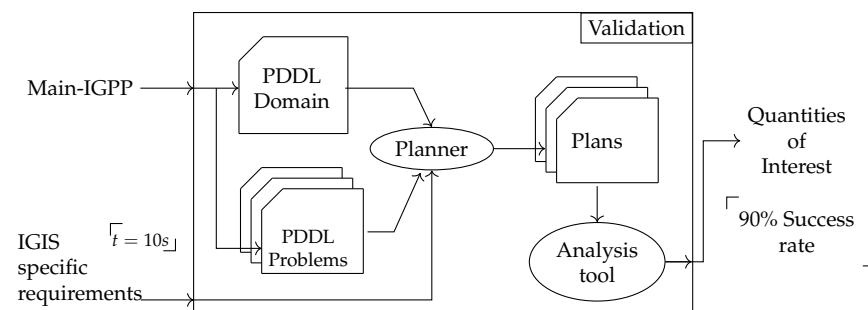 Validation
Main-IGPP
PDDL
Domain
Planner
Plans
Quantities
of
Interest
PDDL
Problems
IGIS
specific
requirements
t = 10s
Analysis
tool
90% Success
rate